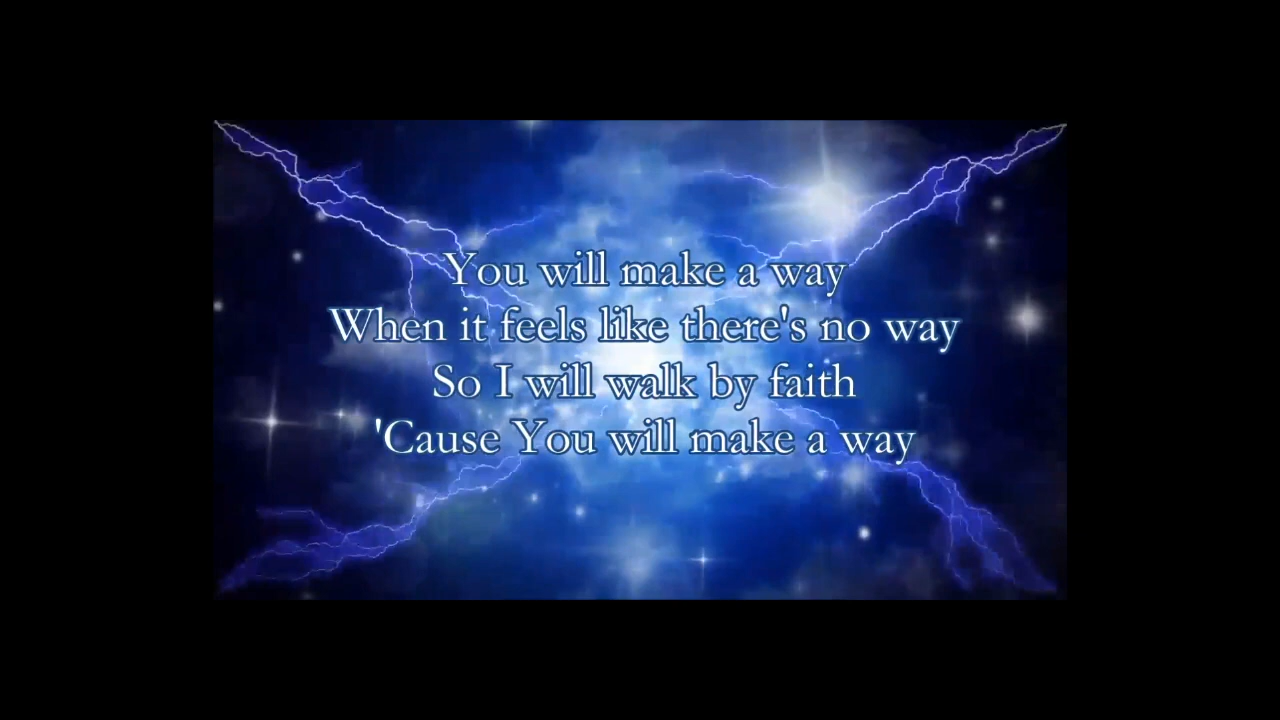 You will make a way
When it feels like there's no way
So I will walk by faith
'Cause You will make a way